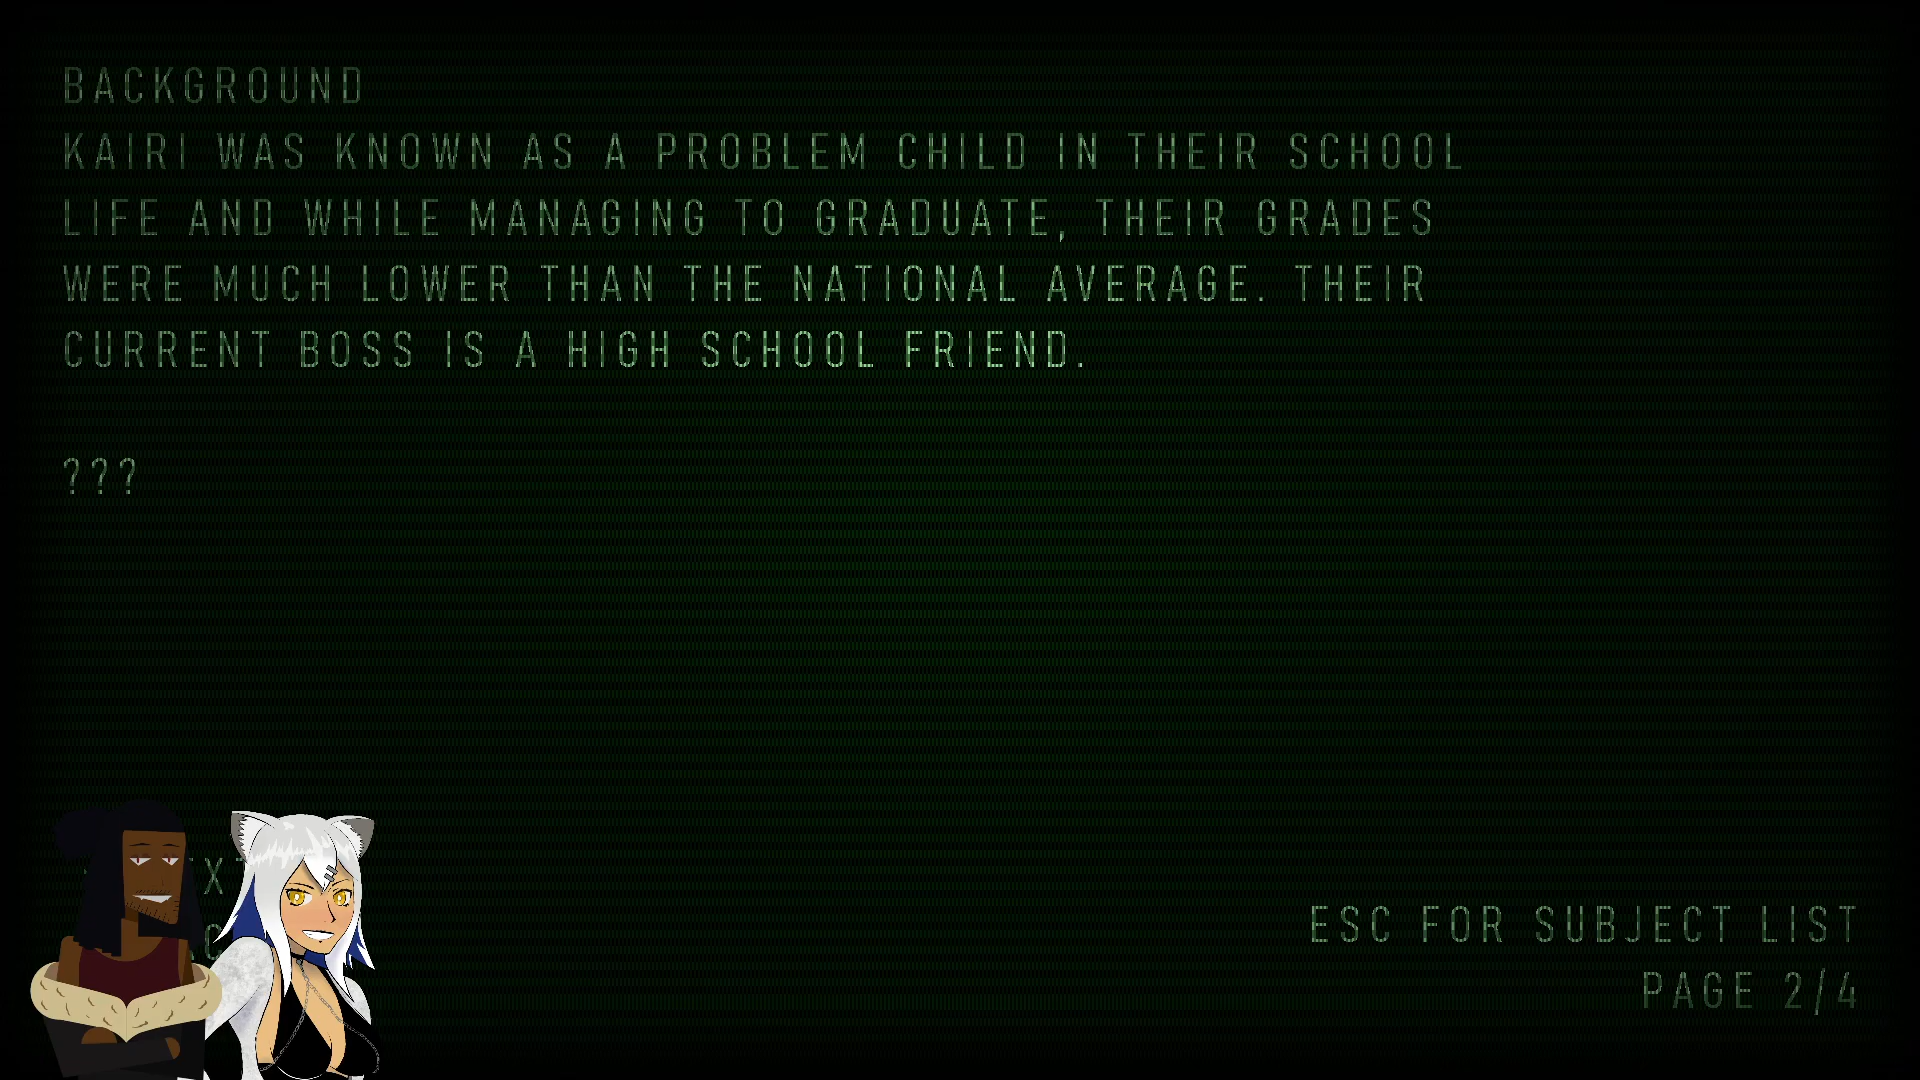 BACKGROUND
KAIRI WAS KNOWN AS A PROBLEM CHILD IN THEIR SCHOOL
LIFE AND WHILE MANAGING TO GRADUATE, THEIR GRADES
WERE MUCH LOWER THAN THE NATIONAL AVERAGE. THEIR
CURRENT BOSS IS A HIGH SCHOOL FRIEND.
???
ESC FOR SUBJECT LIST
PAGE 2/4